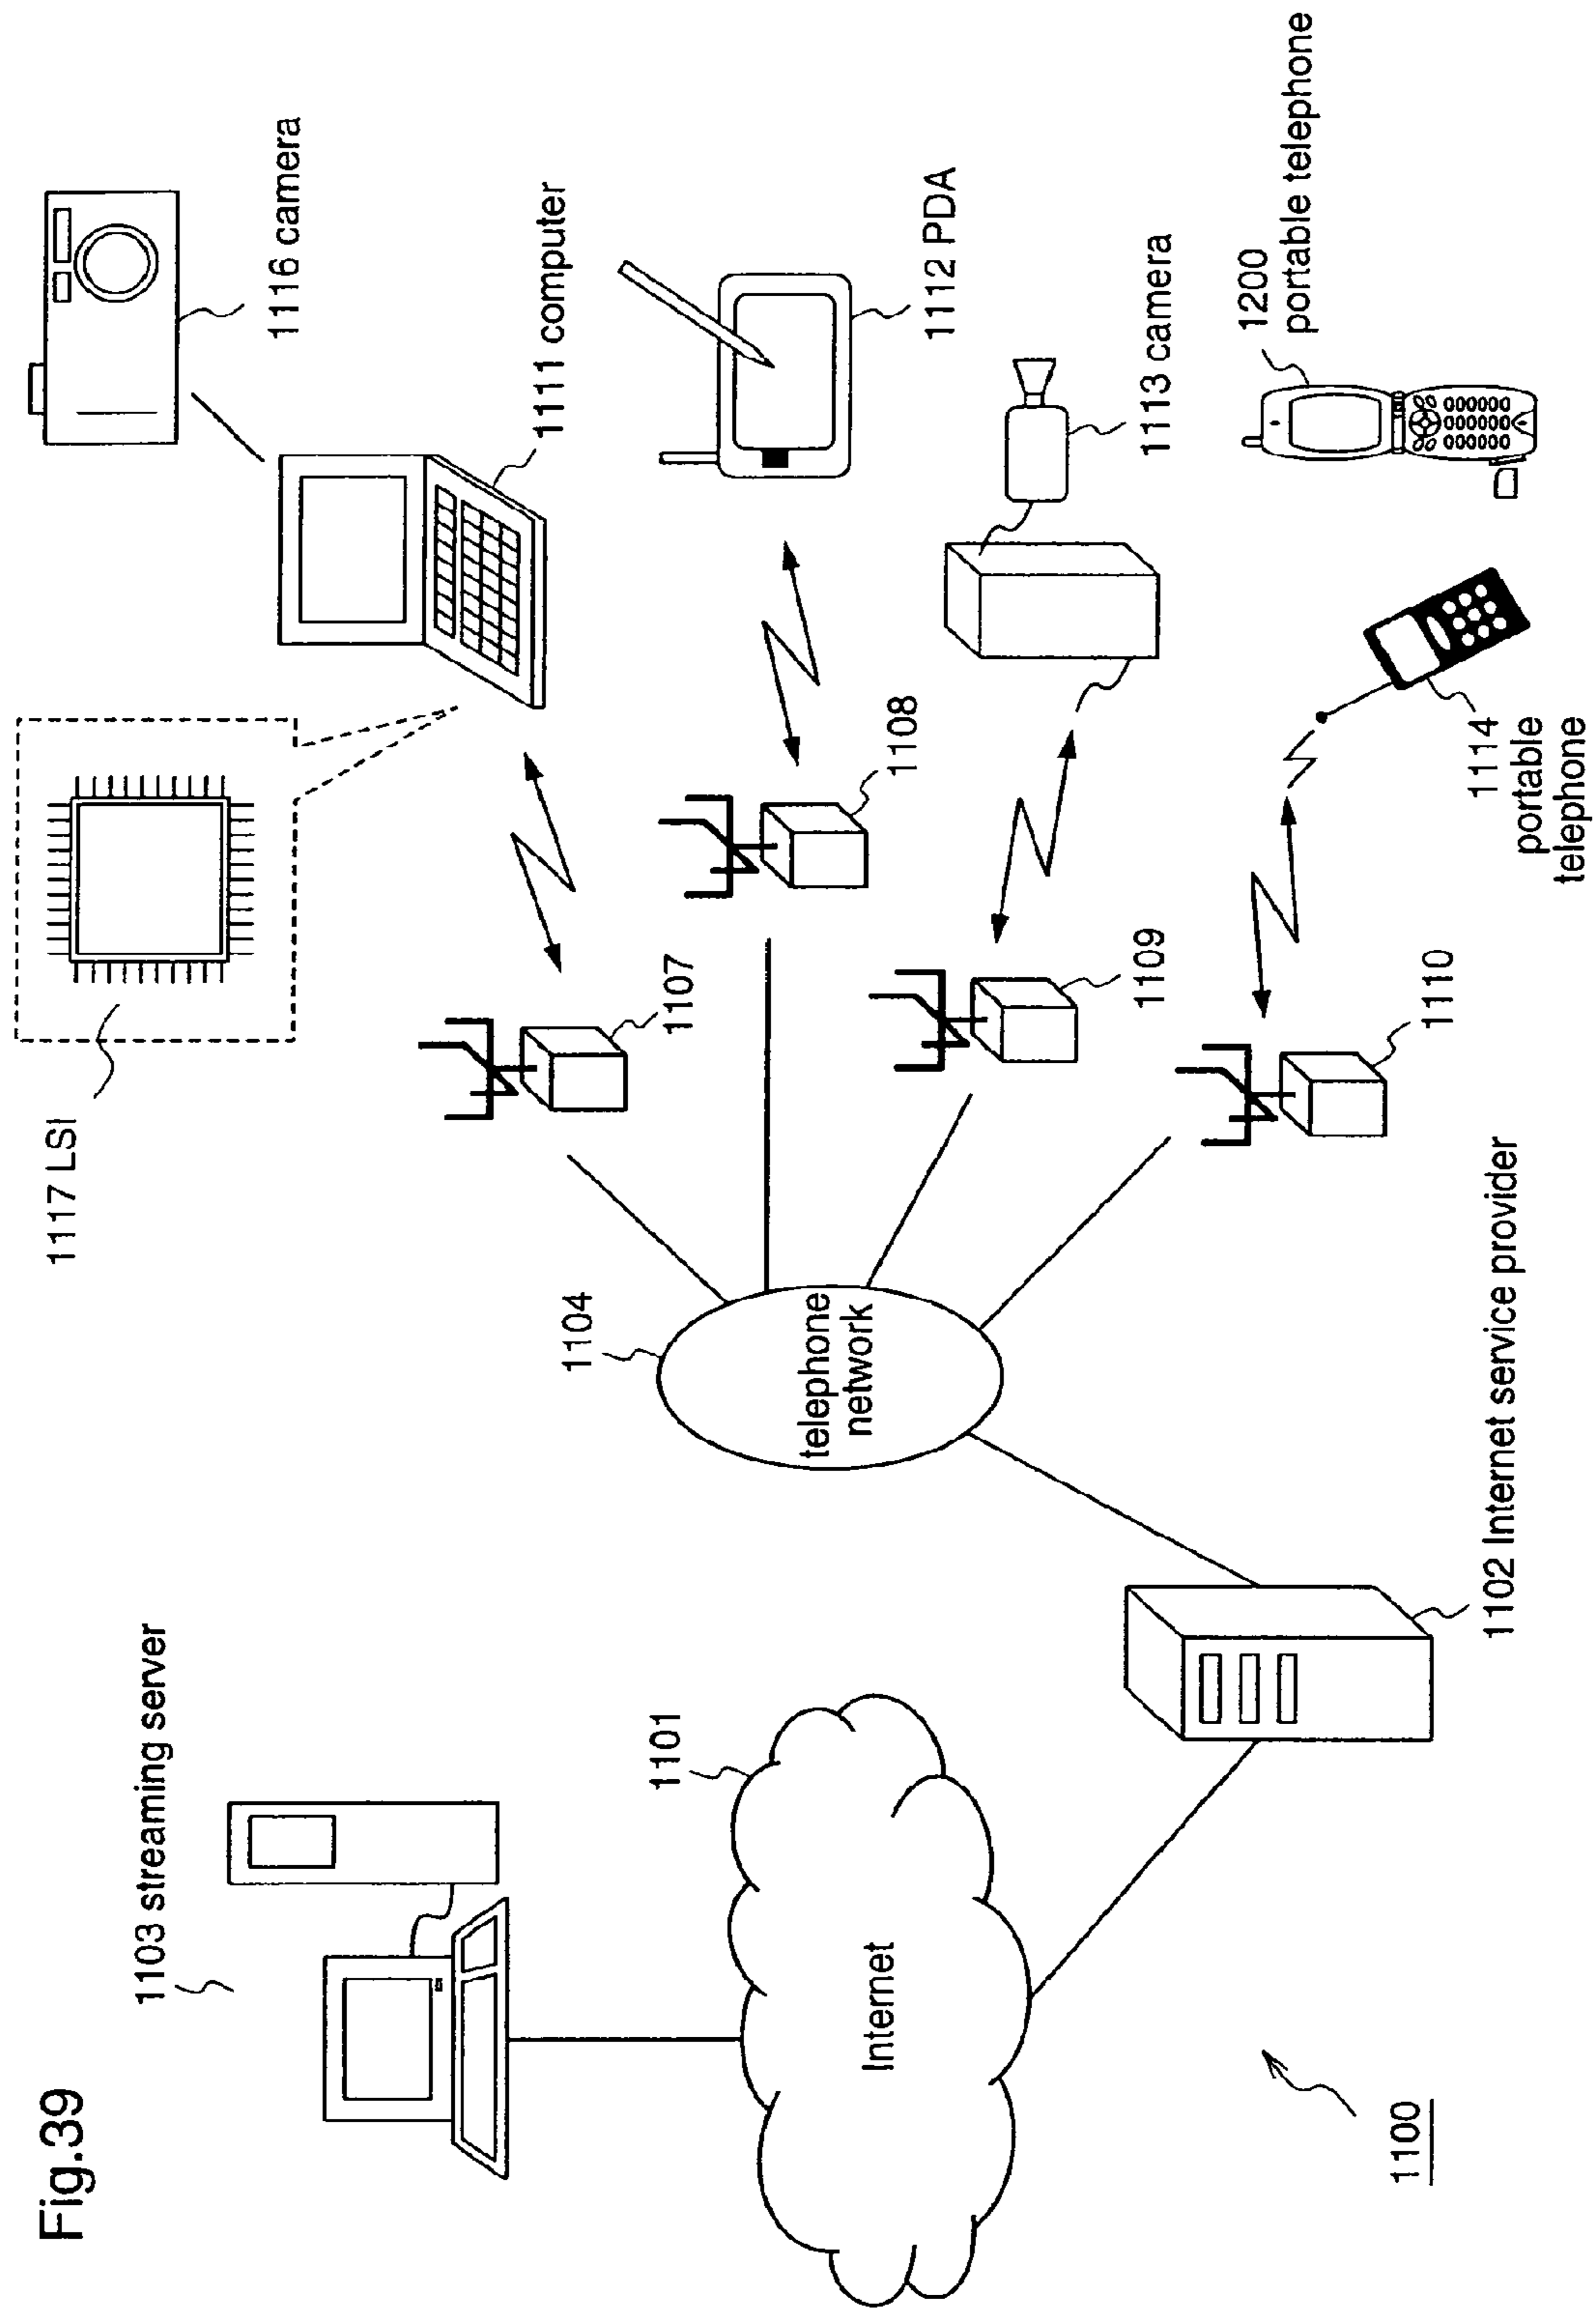 Fig.39
1103 streaming server
1101
Internet
1100
1102 Internet service provider
1104
telephone
network
1117 LSI
1107
1108
1109
1110
1116 camera
1111 computer
1112 PDA
1113 camera
1114
portable
telephone
1200
portable telephone